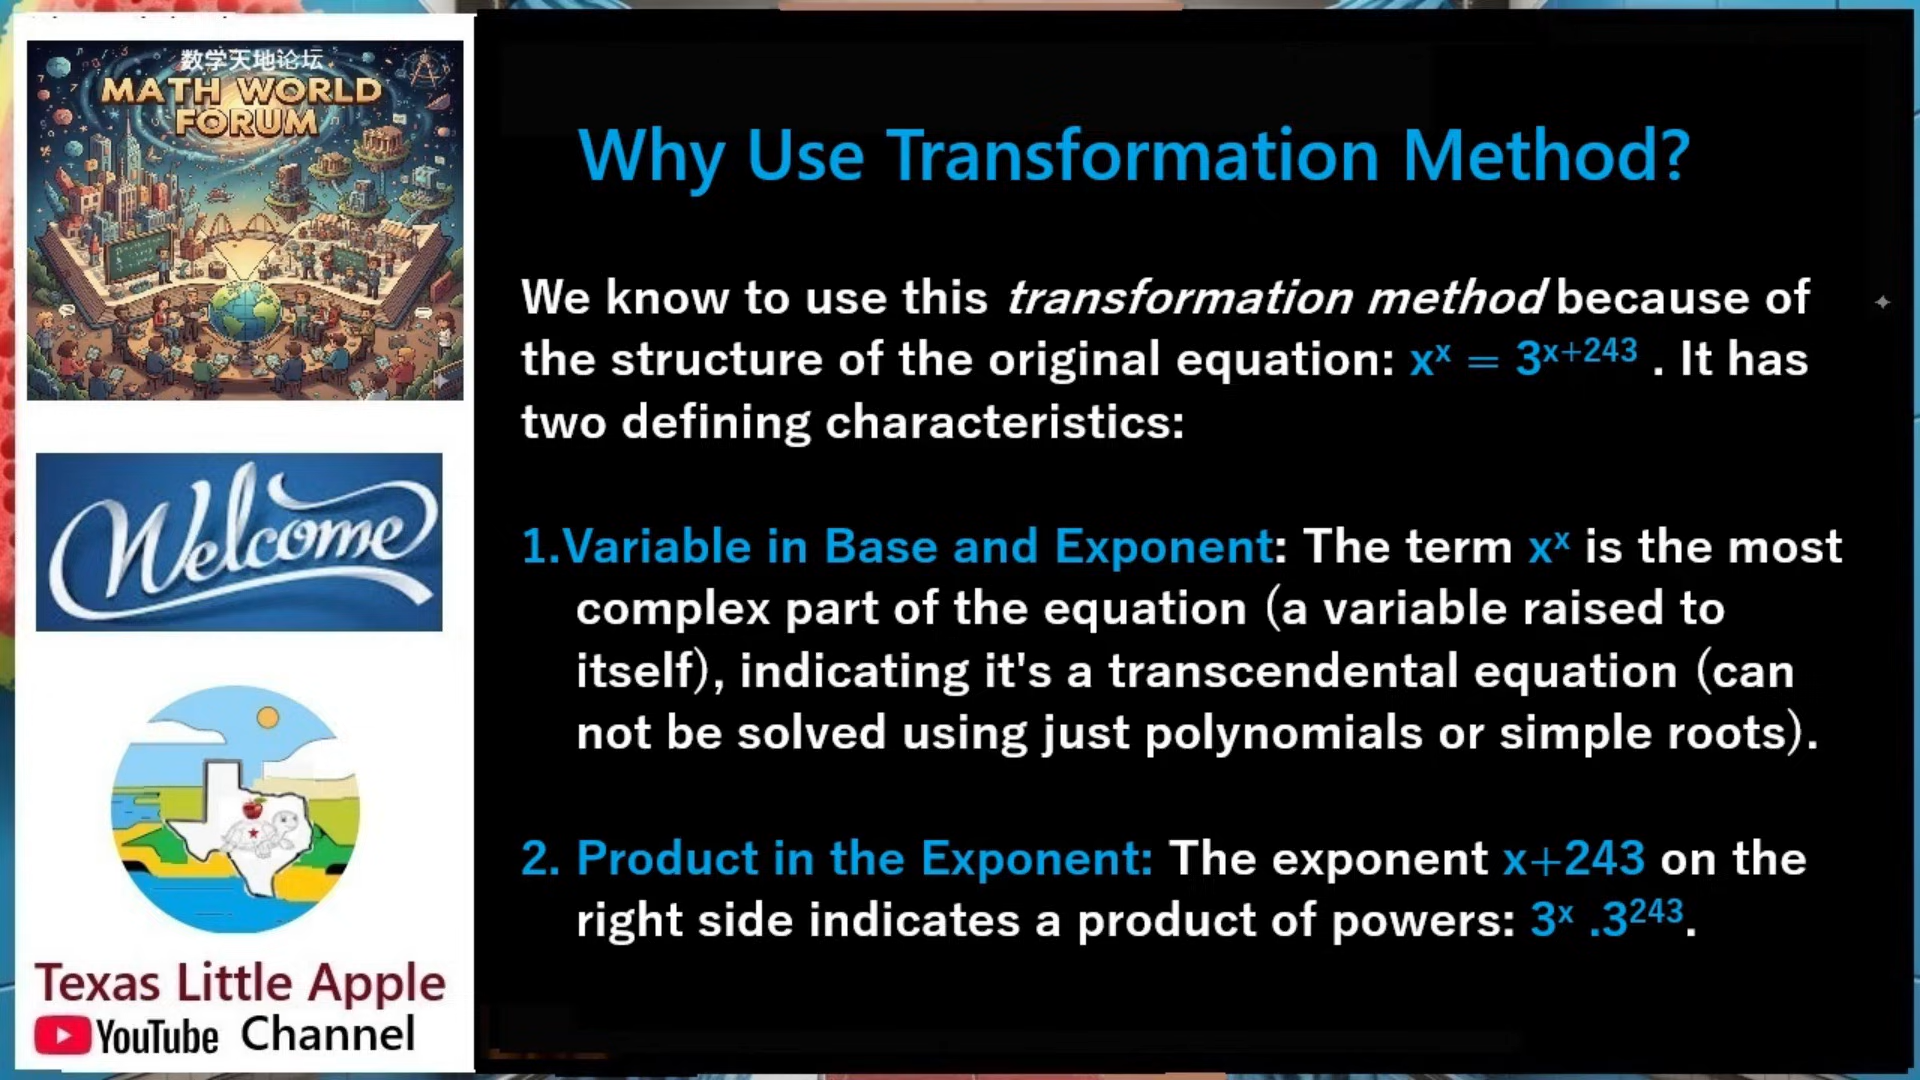 数学天地论坛
MATH WORLD
FORUM
Welcome
Texas Little Apple
YouTube Channel
Why Use Transformation Method?
We know to use this transformation method because of
the structure of the original equation: xˣ = 3ˣ⁺²⁴³ . It has
two defining characteristics:
1.Variable in Base and Exponent: The term xˣ is the most
complex part of the equation (a variable raised to
itself), indicating it's a transcendental equation (can
not be solved using just polynomials or simple roots).
2. Product in the Exponent: The exponent x+243 on the
right side indicates a product of powers: 3ˣ .3²⁴³.